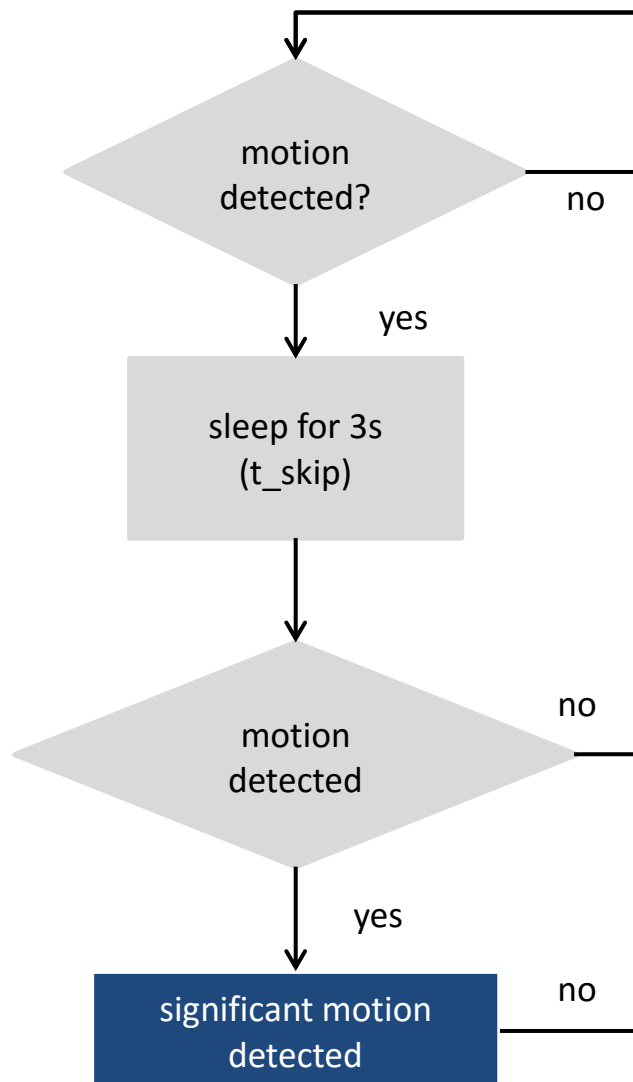 motion
detected?
no
yes
sleep for 3s
(t_skip)
no
motion
detected
yes
no
significant motion
detected